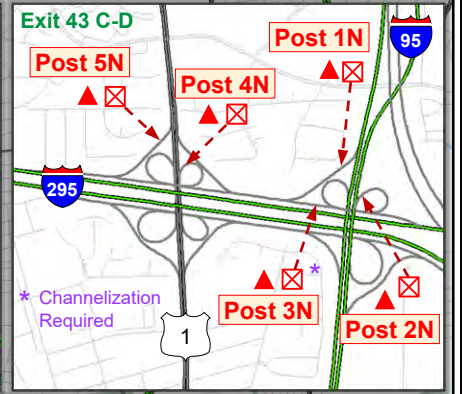 Exit 43 C-D
Post 1N
95
Post 5N
Post 4N
295
* Channelization
Required
*
Post 3N
Post 2N
1